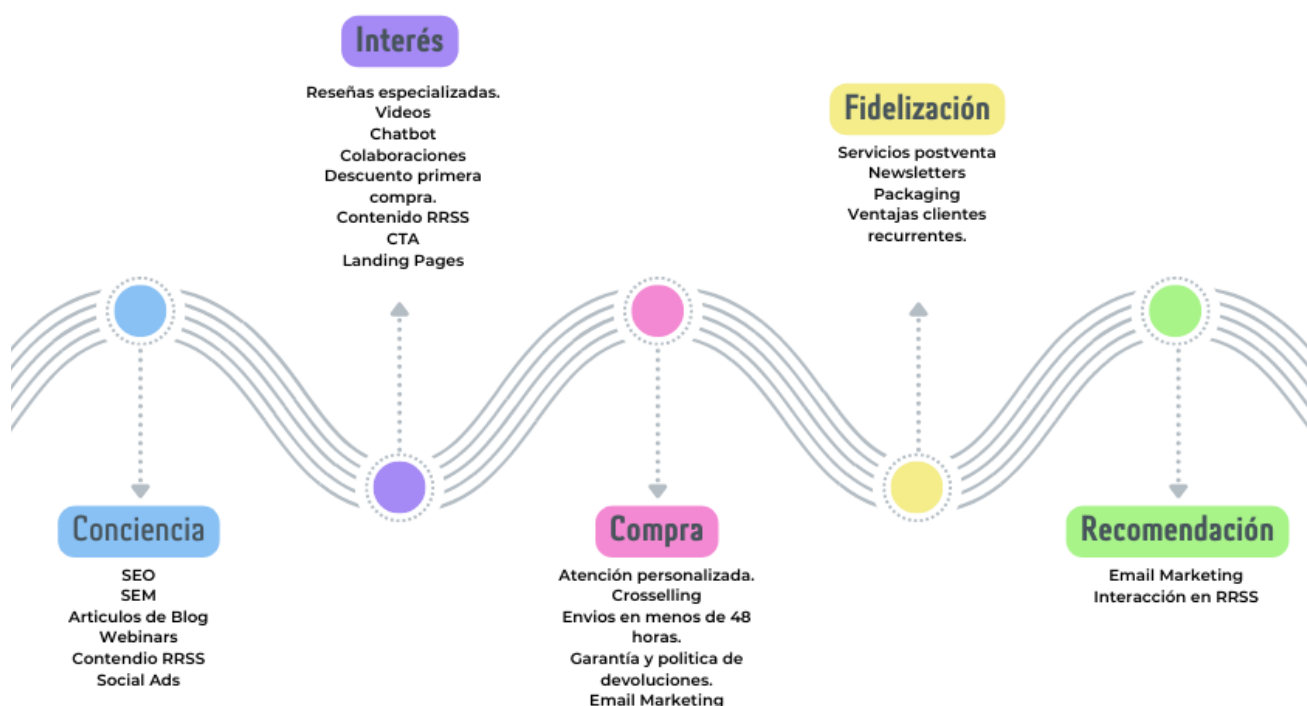 Interés
Reseñas especializadas.
Videos
Chatbot
Colaboraciones
Descuento primera
compra.
Contenido RRSS
CTA
Landing Pages
Fidelización
Servicios postventa
Newsletters
Packaging
Ventajas clientes
recurrentes.
Conciencia
SEO
SEM
Articulos de Blog
Webinars
Contendio RRSS
Social Ads
Compra
Atención personalizada.
Crosselling
Envios en menos de 48
horas.
Garantía y politica de
devoluciones.
Email Marketing
Recomendación
Email Marketing
Interacción en RRSS